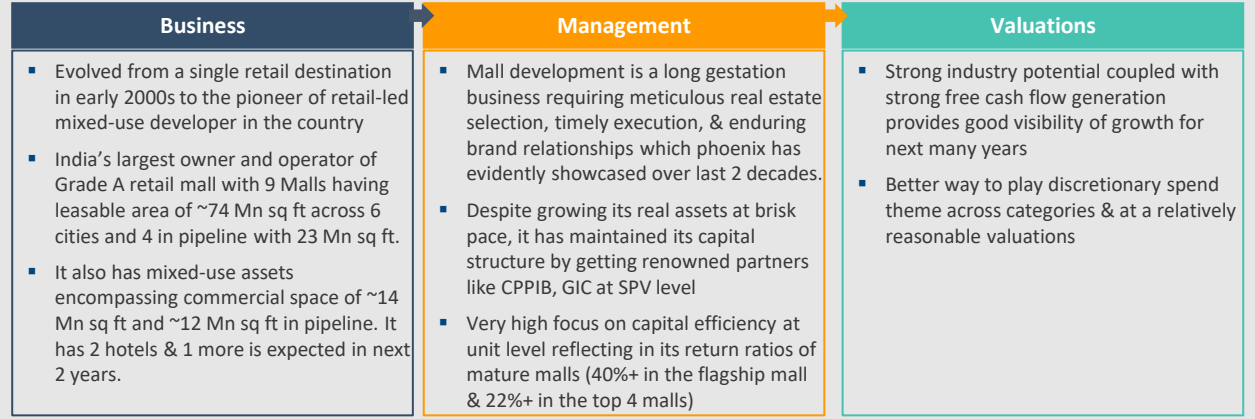 Business
▪ Evolved from a single retail destination
in early 2000s to the pioneer of retail-led
mixed-use developer in the country
▪ India's largest owner and operator of
Grade A retail mall with 9 Malls having
leasable area of ~74 Mn sq ft across 6
cities and 4 in pipeline with 23 Mn sq ft.
▪ It also has mixed-use assets
encompassing commercial space of ~14
Mn sq ft and ~12 Mn sq ft in pipeline. It
has 2 hotels & 1 more is expected in next
2 years.
Management
▪ Mall development is a long gestation
business requiring meticulous real estate
selection, timely execution, & enduring
brand relationships which phoenix has
evidently showcased over last 2 decades.
▪ Despite growing its real assets at brisk
pace, it has maintained its capital
structure by getting renowned partners
like CPPIB, GIC at SPV level
▪ Very high focus on capital efficiency at
unit level reflecting in its return ratios of
mature malls (40%+ in the flagship mall
& 22%+ in the top 4 malls)
Valuations
▪ Strong industry potential coupled with
strong free cash flow generation
provides good visibility of growth for
next many years
▪ Better way to play discretionary spend
theme across categories & at a relatively
reasonable valuations